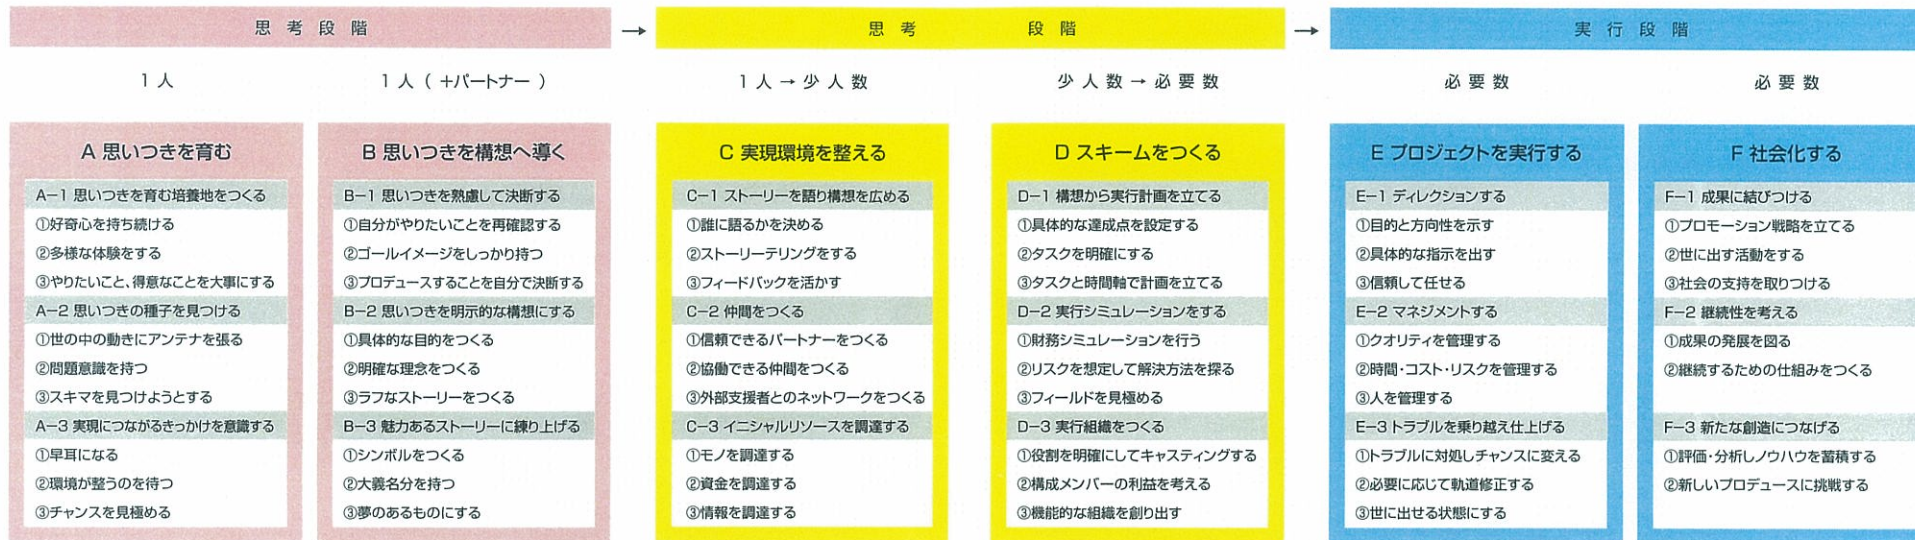 思考段階 → 思考 段階 → 実行段階
1人
1人(+パートナー)
1人→少人数
少人数→必要数
必要数
必要数
A 思いつきを育む
A-1 思いつきを育む培養地をつくる
①好奇心を持ち続ける
②多様な体験をする
③やりたいこと、得意なことを大事にする
A-2 思いつきの種子を見つける
①世の中の動きにアンテナを張る
②問題意識を持つ
③スキマを見つけようとする
A-3 実現につながるきっかけを意識する
①早耳になる
②環境が整うのを待つ
③チャンスを見極める
B 思いつきを構想へ導く
B-1 思いつきを熟慮して決断する
①自分がやりたいことを再確認する
②ゴールイメージをしっかり持つ
③プロデュースすることを自分で決断する
B-2 思いつきを明示的な構想にする
①具体的な目的をつくる
②明確な理念をつくる
③ラフなストーリーをつくる
B-3 魅力あるストーリーに練り上げる
①シンボルをつくる
②大義名分を持つ
③夢のあるものにする
C 実現環境を整える
C-1 ストーリーを語り構想を広める
①誰に語るかを決める
②ストーリーテリングをする
③フィードバックを活かす
C-2 仲間をつくる
①信頼できるパートナーをつくる
②協働できる仲間をつくる
③外部支援者とのネットワークをつくる
C-3 イニシャルリソースを調達する
①モノを調達する
②資金を調達する
③情報を調達する
D スキームをつくる
D-1 構想から実行計画を立てる
①具体的な達成点を設定する
②タスクを明確にする
③タスクと時間軸で計画を立てる
D-2 実行シミュレーションをする
①財務シミュレーションを行う
②リスクを想定して解決方法を探る
③フィールドを見極める
D-3 実行組織をつくる
①役割を明確にしてキャスティングする
②構成メンバーの利益を考える
③機能的な組織を創り出す
E プロジェクトを実行する
E-1 ディレクションする
①目的と方向性を示す
②具体的な指示を出す
③信頼して任せる
E-2 マネジメントする
①クオリティを管理する
②時間・コスト・リスクを管理する
③人を管理する
E-3 トラブルを乗り越え仕上げる
①トラブルに対処しチャンスに変える
②必要に応じて軌道修正する
③世に出せる状態にする
F 社会化する
F-1 成果に結びつける
①プロモーション戦略を立てる
②世に出す活動をする
③社会の支持を取りつける
F-2 継続性を考える
①成果の発展を図る
②継続するための仕組みをつくる
F-3 新たな創造につなげる
①評価・分析しノウハウを蓄積する
②新しいプロデュースに挑戦する